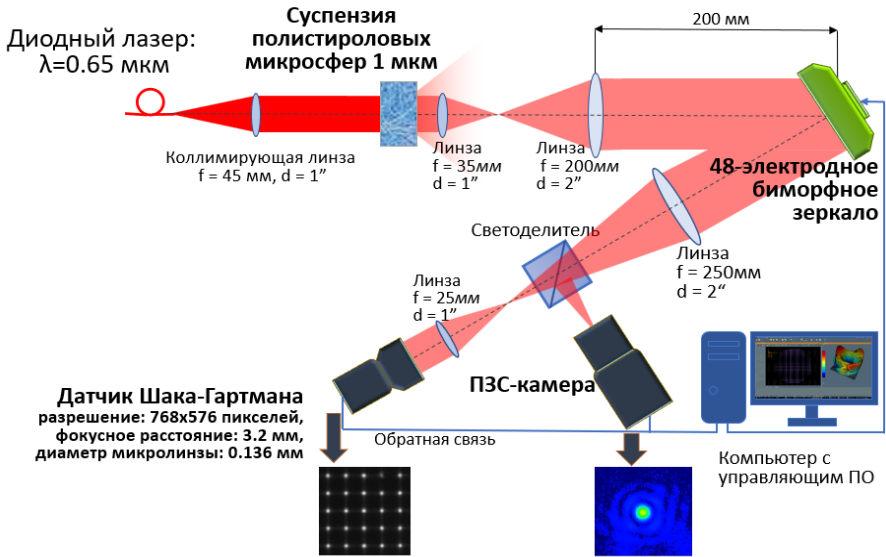 Диодный лазер:
λ=0.65 мкм
Суспензия
полистироловых
микросфер 1 мкм
200 мм
Коллимирующая линза
f = 45 мм, d = 1”
Линза
f = 35мм
d = 1”
Линза
f = 200мм
d = 2”
48-электродное
биморфное
зеркало
Светоделитель
Линза
f = 250мм
d = 2“
Линза
f = 25мм
d = 1”
Датчик Шака-Гартмана
разрешение: 768x576 пикселей,
фокусное расстояние: 3.2 мм,
диаметр микролинзы: 0.136 мм
ПЗС-камера
Обратная связь
Компьютер с
управляющим ПО